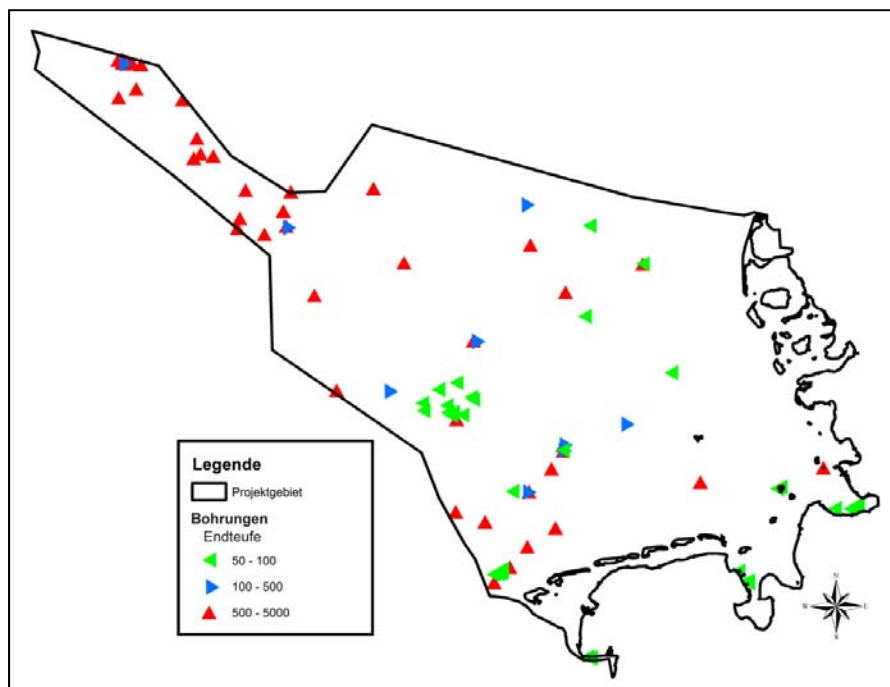 Legende
Projektgebiet
Bohrungen
Endteufe
50 - 100
100 - 500
500 - 5000
N
W E
S